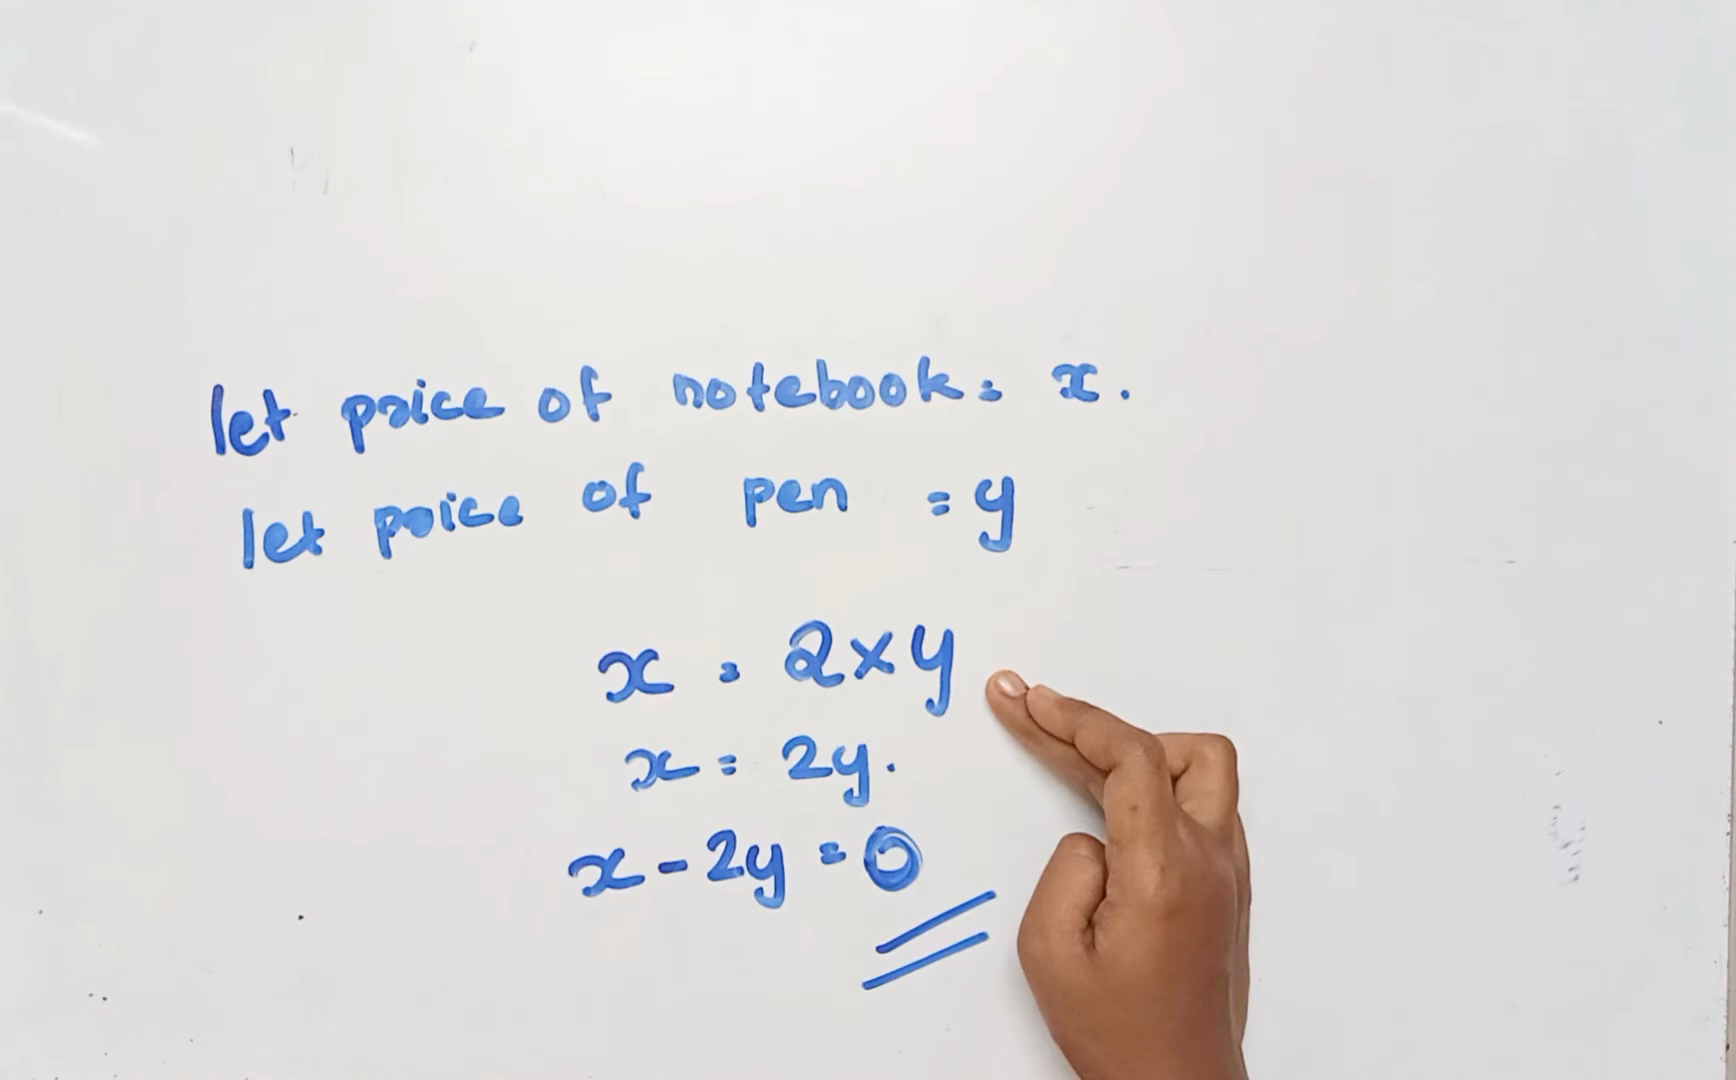 let price of notebook = x.
let price of pen = y
x = 2×y
x = 2y.
x - 2y = 0